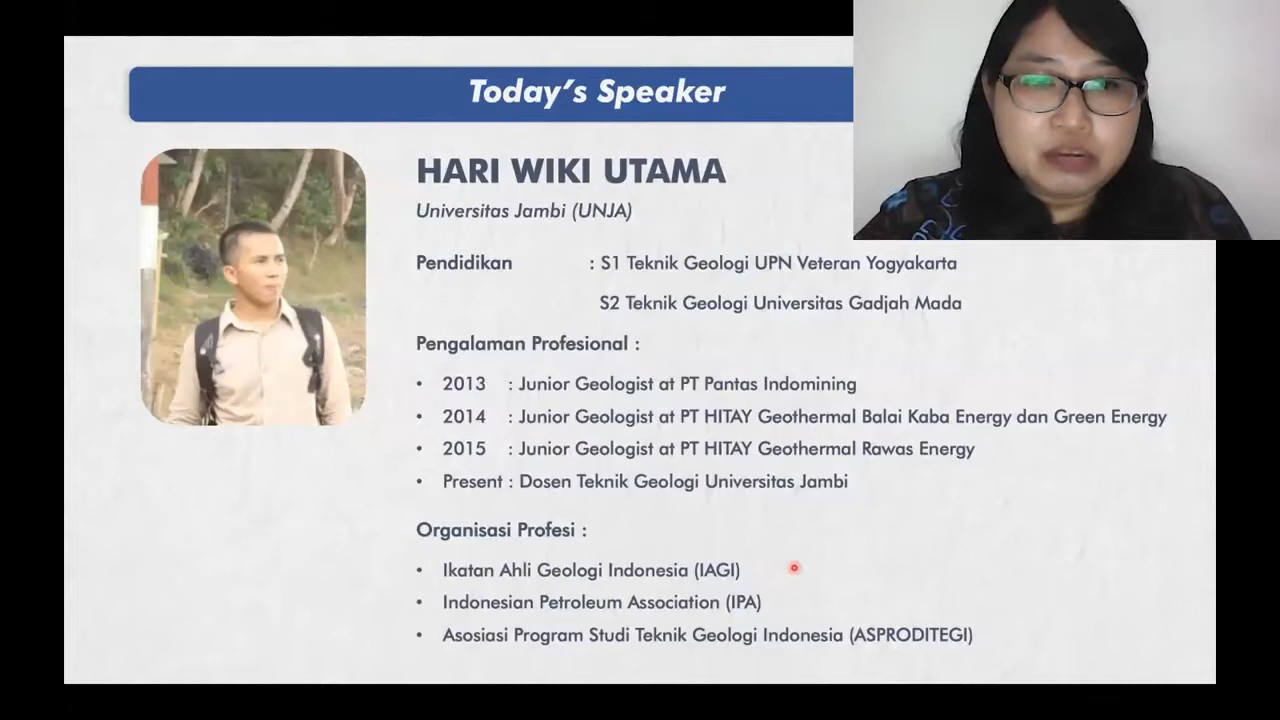 Today's Speaker
HARI WIKI UTAMA
Universitas Jambi (UNJA)
Pendidikan : S1 Teknik Geologi UPN Veteran Yogyakarta
S2 Teknik Geologi Universitas Gadjah Mada
Pengalaman Profesional :
• 2013 : Junior Geologist at PT Pantas Indomining
• 2014 : Junior Geologist at PT HITAY Geothermal Balai Kaba Energy dan Green Energy
• 2015 : Junior Geologist at PT HITAY Geothermal Rawas Energy
• Present : Dosen Teknik Geologi Universitas Jambi
Organisasi Profesi :
• Ikatan Ahli Geologi Indonesia (IAGI)
• Indonesian Petroleum Association (IPA)
• Asosiasi Program Studi Teknik Geologi Indonesia (ASPRODITEGI)